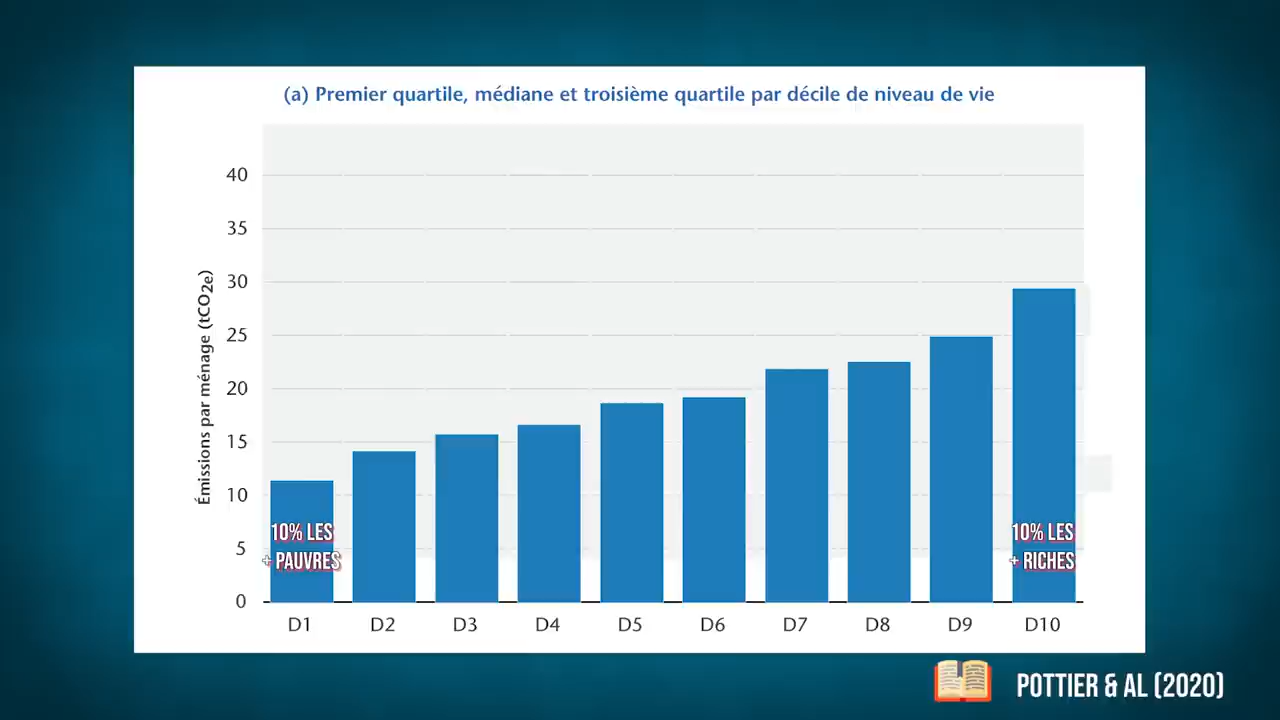 (a) Premier quartile, médiane et troisième quartile par décile de niveau de vie
Émissions par ménage (tCO2e)
40
35
30
25
20
15
10
5
0
10% LES
+ PAUVRES
10% LES
+ RICHES
D1 D2 D3 D4 D5 D6 D7 D8 D9 D10
POTTIER & AL (2020)